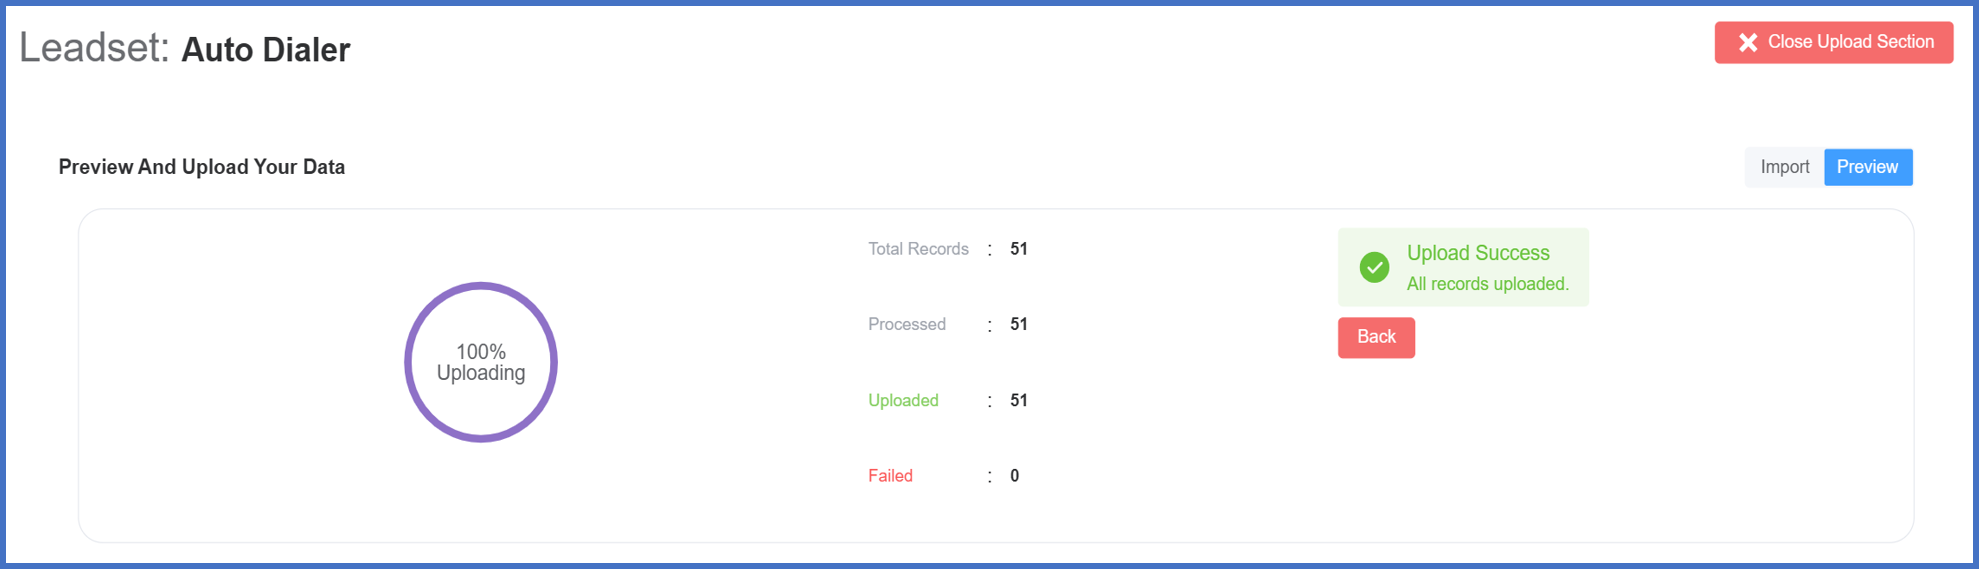 Leadset: Auto Dialer
Close Upload Section
Preview And Upload Your Data
Import Preview
100%
Uploading
Total Records : 51
Processed : 51
Uploaded : 51
Failed : 0
Upload Success
All records uploaded.
Back